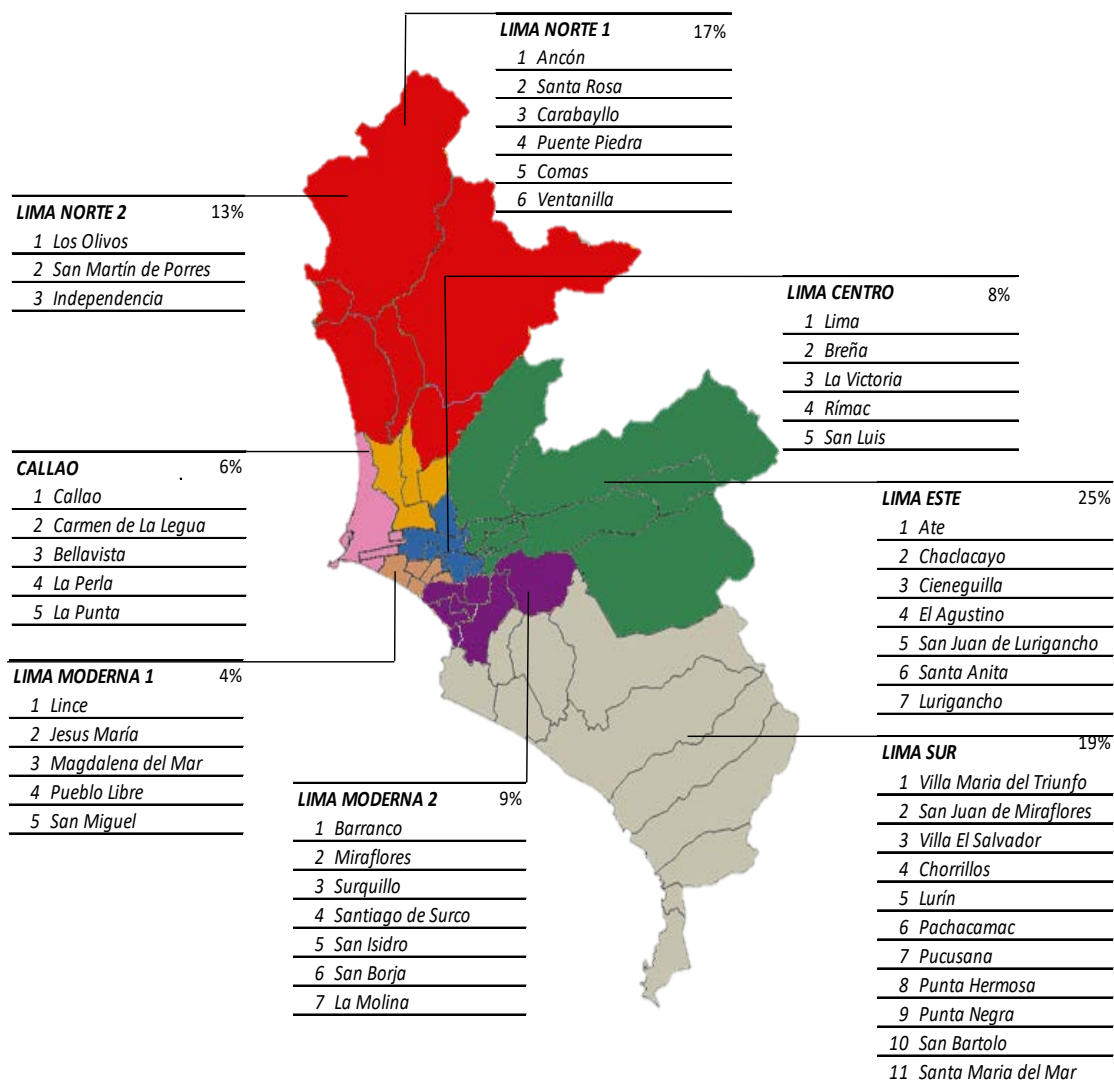 LIMA NORTE 1 17%
1 Ancón
2 Santa Rosa
3 Carabayllo
4 Puente Piedra
5 Comas
6 Ventanilla
LIMA NORTE 2 13%
1 Los Olivos
2 San Martín de Porres
3 Independencia
LIMA CENTRO 8%
1 Lima
2 Breña
3 La Victoria
4 Rímac
5 San Luis
CALLAO 6%
1 Callao
2 Carmen de La Legua
3 Bellavista
4 La Perla
5 La Punta
LIMA ESTE 25%
1 Ate
2 Chaclacayo
3 Cieneguilla
4 El Agustino
5 San Juan de Lurigancho
6 Santa Anita
7 Lurigancho
LIMA MODERNA 1 4%
1 Lince
2 Jesus María
3 Magdalena del Mar
4 Pueblo Libre
5 San Miguel
LIMA MODERNA 2 9%
1 Barranco
2 Miraflores
3 Surquillo
4 Santiago de Surco
5 San Isidro
6 San Borja
7 La Molina
LIMA SUR 19%
1 Villa Maria del Triunfo
2 San Juan de Miraflores
3 Villa El Salvador
4 Chorrillos
5 Lurín
6 Pachacamac
7 Pucusana
8 Punta Hermosa
9 Punta Negra
10 San Bartolo
11 Santa Maria del Mar